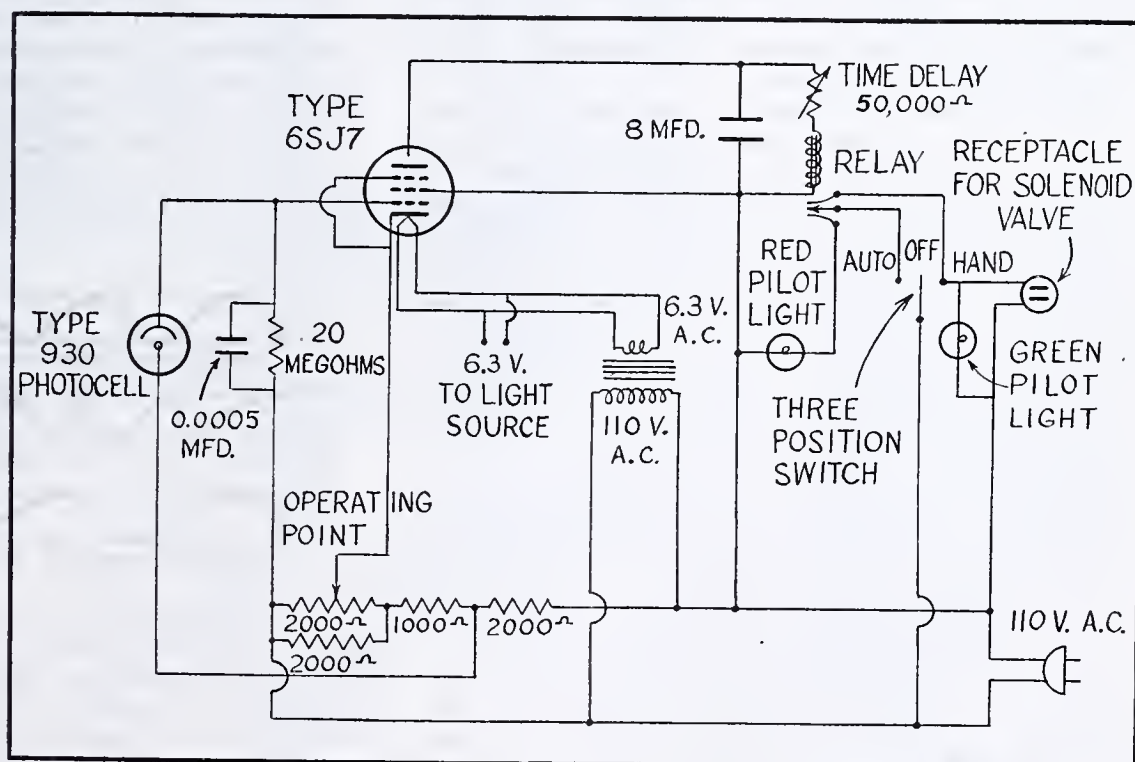 TYPE
6SJ7
8 MFD.
TIME DELAY
50,000Ω
RELAY
RECEPTACLE
FOR SOLENOID
VALVE
AUTO
OFF
HAND
RED
PILOT
LIGHT
TYPE
930
PHOTOCELL
20
MEGOHMS
0.0005
MFD.
6.3 V.
TO LIGHT
SOURCE
6.3 V.
A.C.
110 V.
A.C.
THREE
POSITION
SWITCH
GREEN
PILOT
LIGHT
OPERATING
POINT
2000Ω
1000Ω
2000Ω
2000Ω
110 V. A.C.